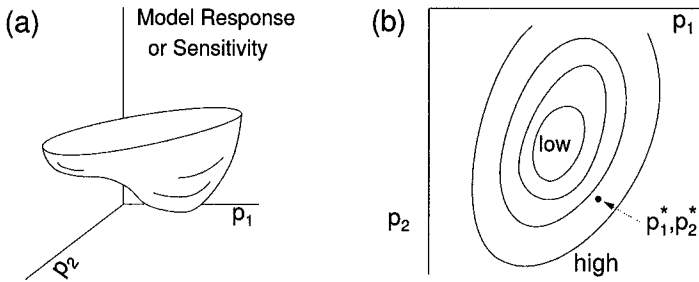 (a)
Model Response
or Sensitivity
p₁
p₂
(b)
p₁
low
p₂
p₁*,p₂*
high